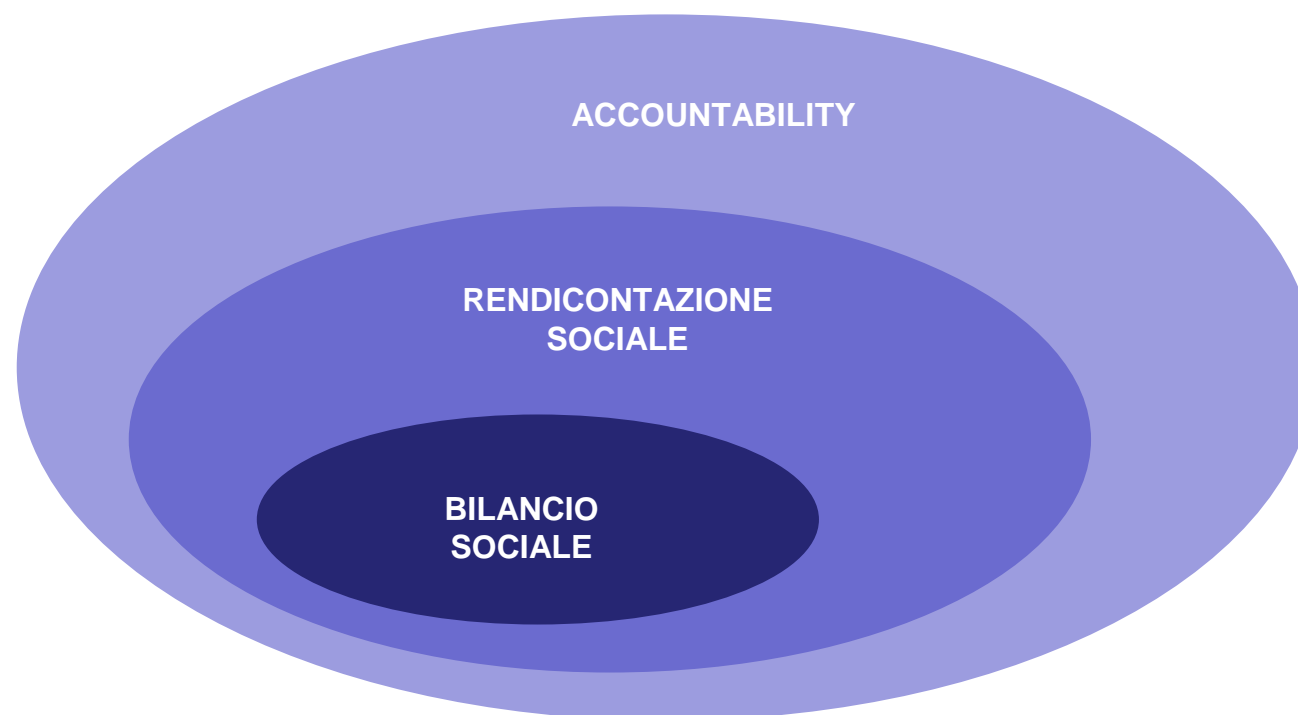 ACCOUNTABILITY
RENDICONTAZIONE
SOCIALE
BILANCIO
SOCIALE